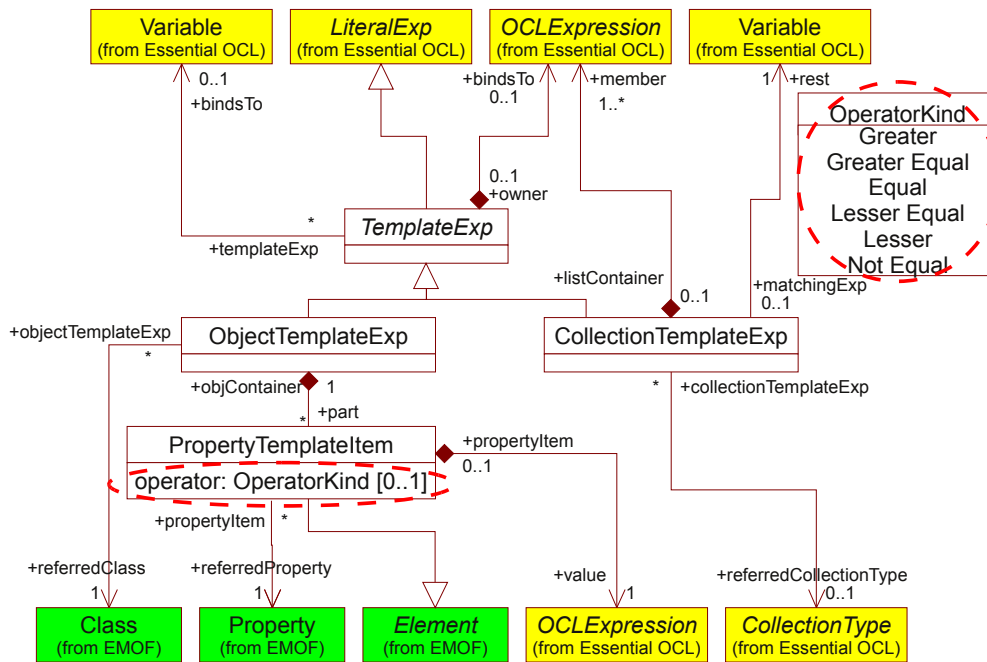 Variable
(from Essential OCL)
LiteralExp
(from Essential OCL)
OCLExpression
(from Essential OCL)
Variable
(from Essential OCL)
0..1
+bindsTo
+bindsTo
0..1
+member
1..*
1
+rest
OperatorKind
Greater
Greater Equal
Equal
Lesser Equal
Lesser
Not Equal
0..1
+owner
*
+templateExp
TemplateExp
+listContainer
0..1
+matchingExp
0..1
+objectTemplateExp
*
ObjectTemplateExp
CollectionTemplateExp
+objContainer
1
*
+collectionTemplateExp
+part
*
PropertyTemplateItem
operator: OperatorKind [0..1]
+propertyItem
0..1
+propertyItem
*
+referredClass
1
+referredProperty
1
+value
1
+referredCollectionType
0..1
Class
(from EMOF)
Property
(from EMOF)
Element
(from EMOF)
OCLExpression
(from Essential OCL)
CollectionType
(from Essential OCL)